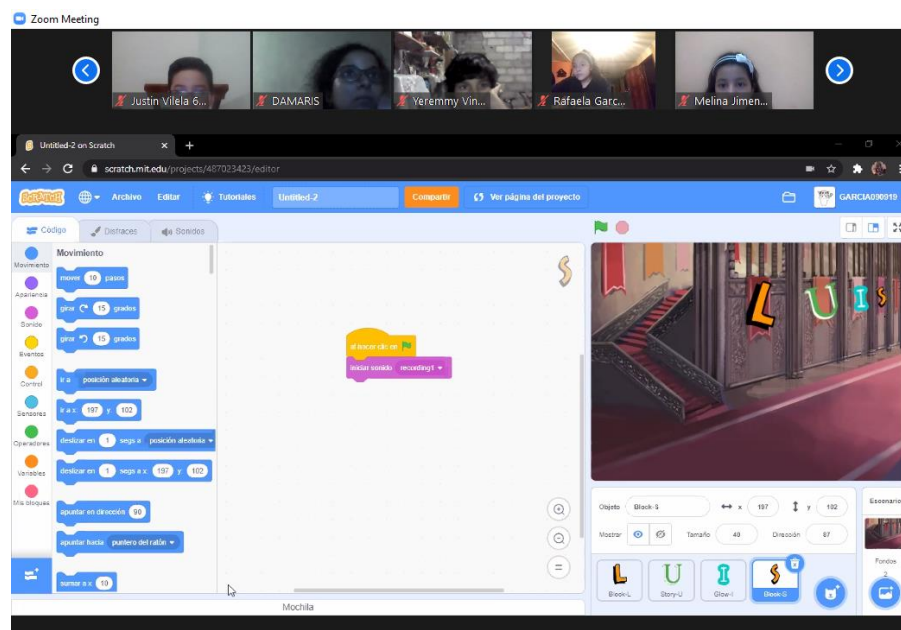 Zoom Meeting
Justin Vilela 6...
DAMARIS
Yeremmy Vin...
Rafaela Garc...
Melina Jimen...
Untitled-2 on Scratch
scratch.mit.edu/projects/487023423/editor
SCRATCH
Archivo
Editar
Tutoriales
Untitled-2
Compartir
Ver página del proyecto
GARCIA090919
Código
Disfraces
Sonidos
Movimiento
Movimiento
mover 10 pasos
Apariencia
girar 15 grados
Sonido
girar 15 grados
Eventos
Control
ir a posición aleatoria
Sensores
ir a x: 197 y 102
Operadores
deslizar en 1 segs a posición aleatoria
Variables
deslizar en 1 segs a x 197 y 102
Mis bloques
apuntar en dirección 90
apuntar hacia puntero del ratón
sumar a x 10
al hacer clic en
iniciar sonido recording1
S
L U I S
Objeto Block-S x 197 y 102
Mostrar Tamaño 40 Dirección 87
L U I S
Block-L Story-U Glow-I Block-S
Escenario
Fondos
2
Mochila